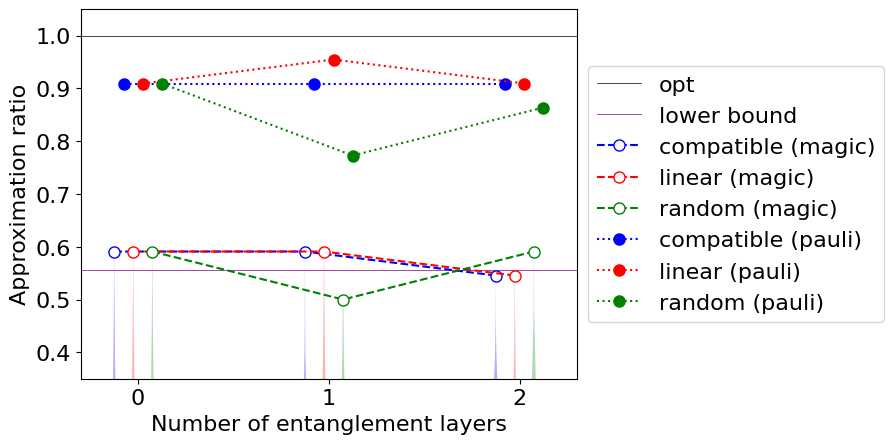 Approximation ratio
1.0
0.9
0.8
0.7
0.6
0.5
0.4
0
1
2
Number of entanglement layers
opt
lower bound
compatible (magic)
linear (magic)
random (magic)
compatible (pauli)
linear (pauli)
random (pauli)